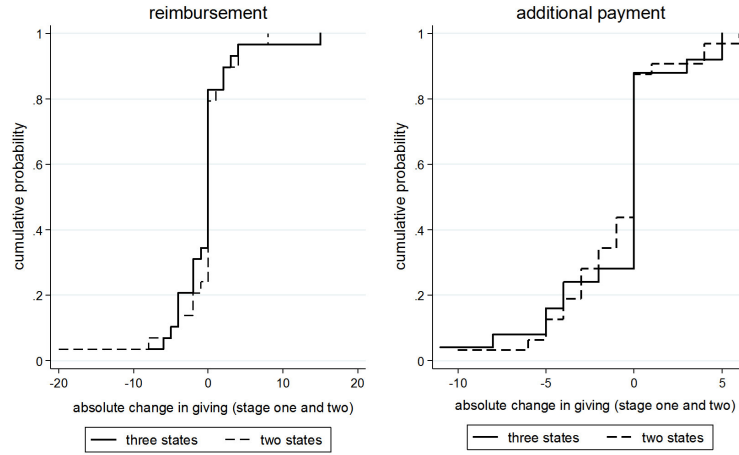 reimbursement
1
.8
.6
.4
.2
0
cumulative probability
-20 -10 0 10 20
absolute change in giving (stage one and two)
three states two states
additional payment
1
.8
.6
.4
.2
0
cumulative probability
-10 -5 0 5
absolute change in giving (stage one and two)
three states two states